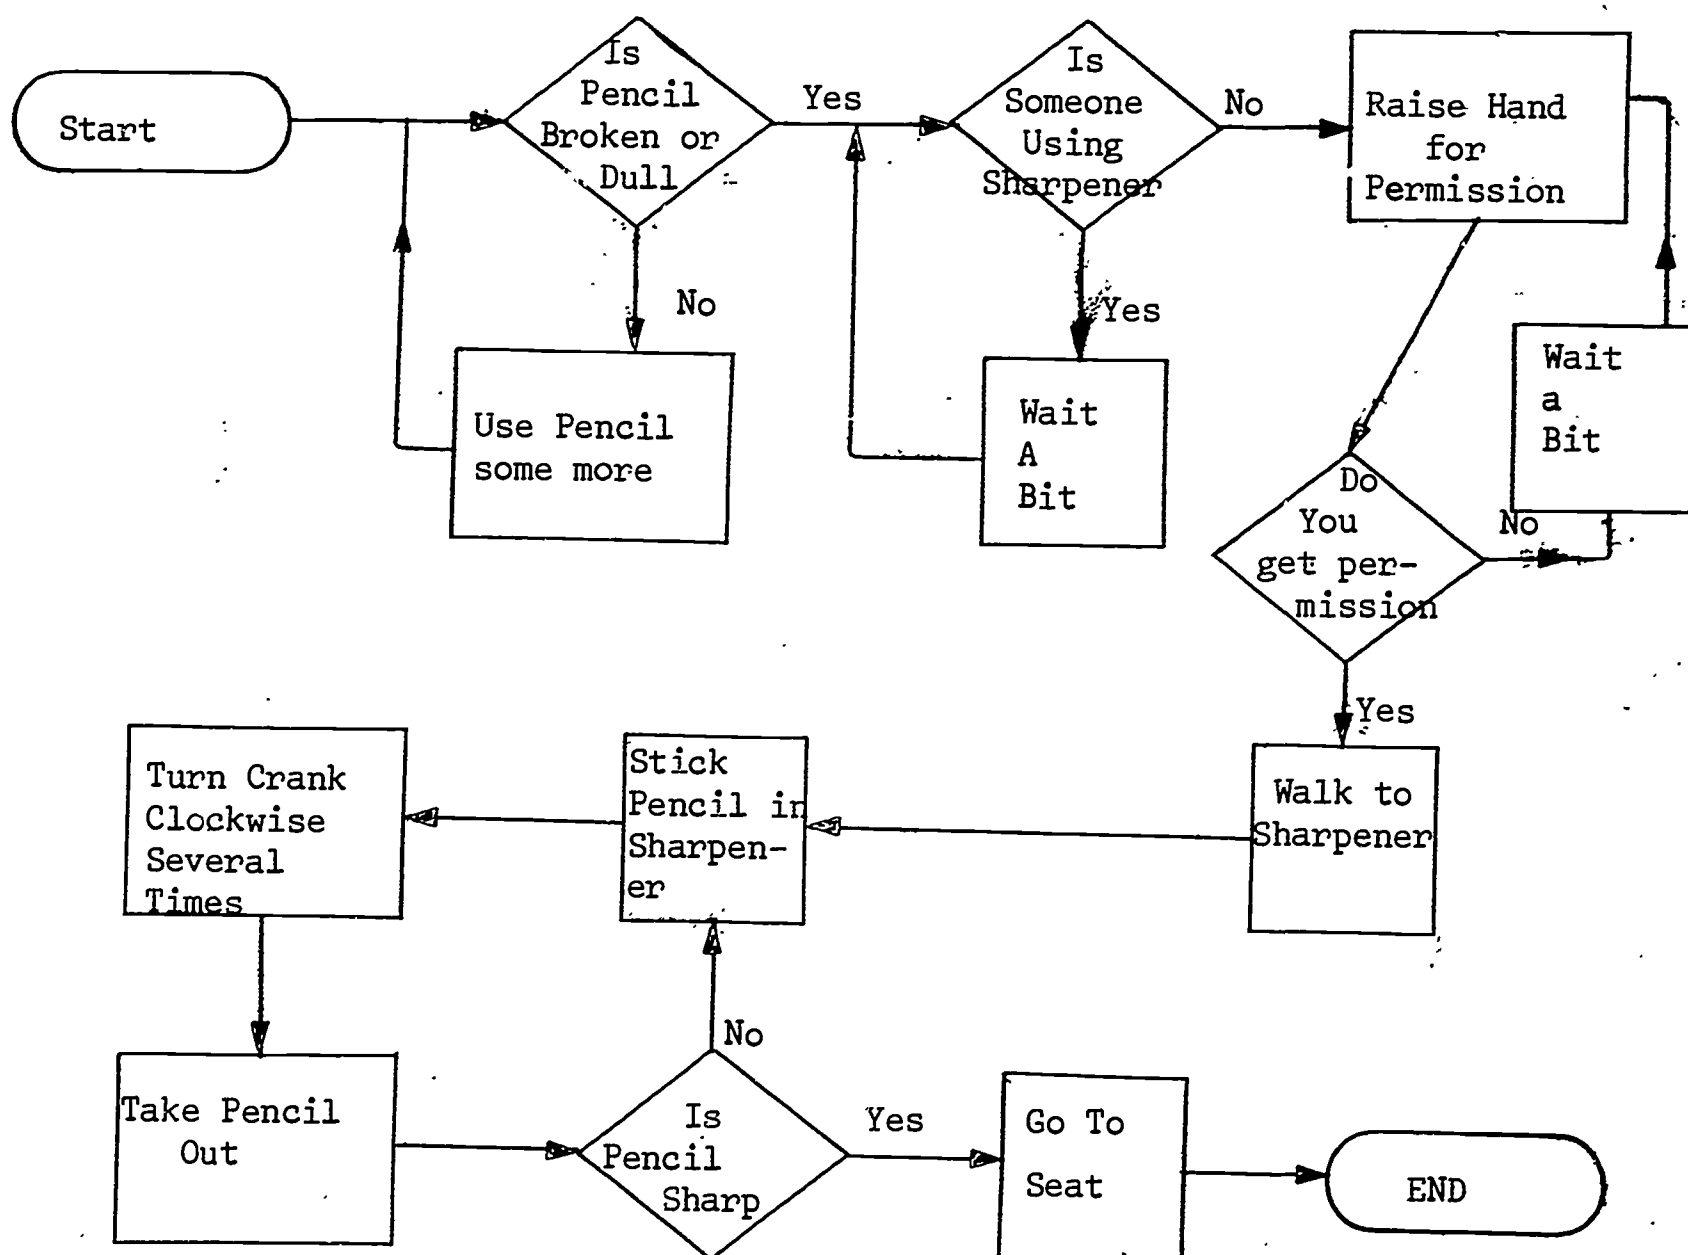 Start
Is
Pencil
Broken or
Dull
Yes
No
Use Pencil
some more
Is
Someone
Using
Sharpener
No
Yes
Wait
A
Bit
Raise Hand
for
Permission
Do
You
get per-
mission
No
Wait
a
Bit
Yes
Walk to
Sharpener
Stick
Pencil in
Sharpen-
er
Turn Crank
Clockwise
Several
Times
Take Pencil
Out
Is
Pencil
Sharp
No
Yes
Go To
Seat
END